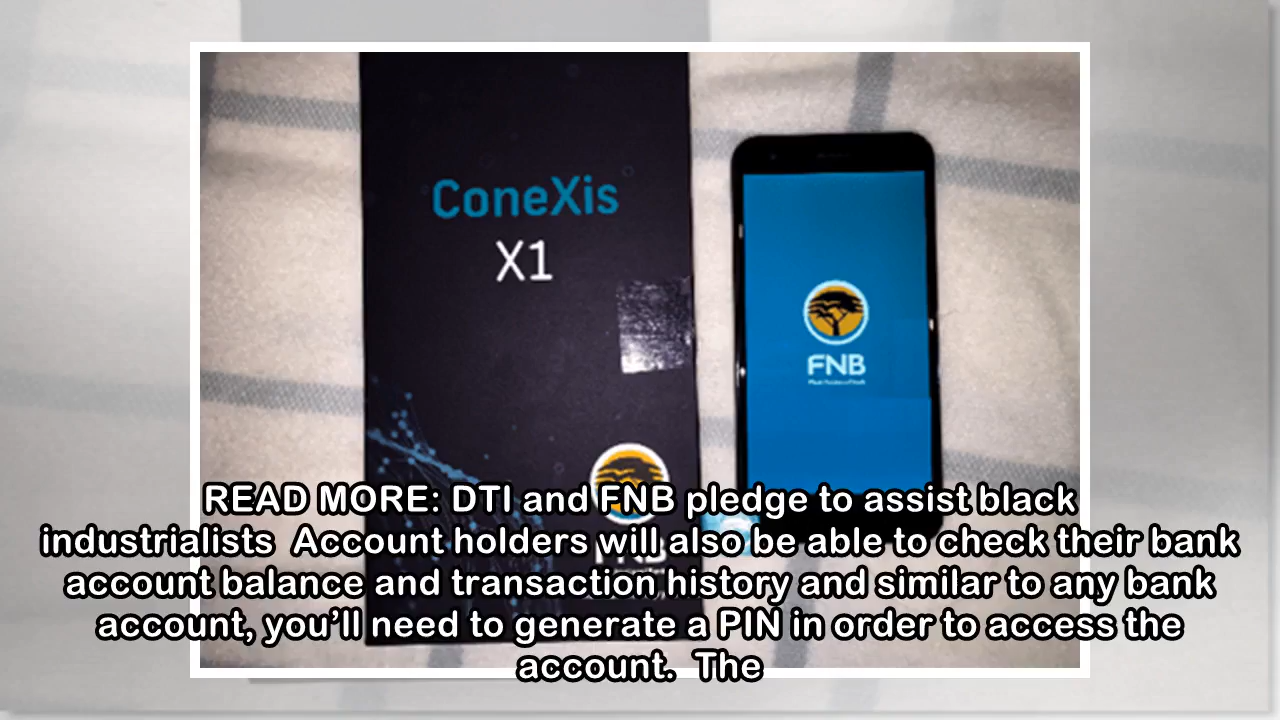 ConeXis
X1
FNB
READ MORE: DTI and FNB pledge to assist black
industrialists  Account holders will also be able to check their bank
account balance and transaction history and similar to any bank
account, you’ll need to generate a PIN in order to access the
account.  The
FNB